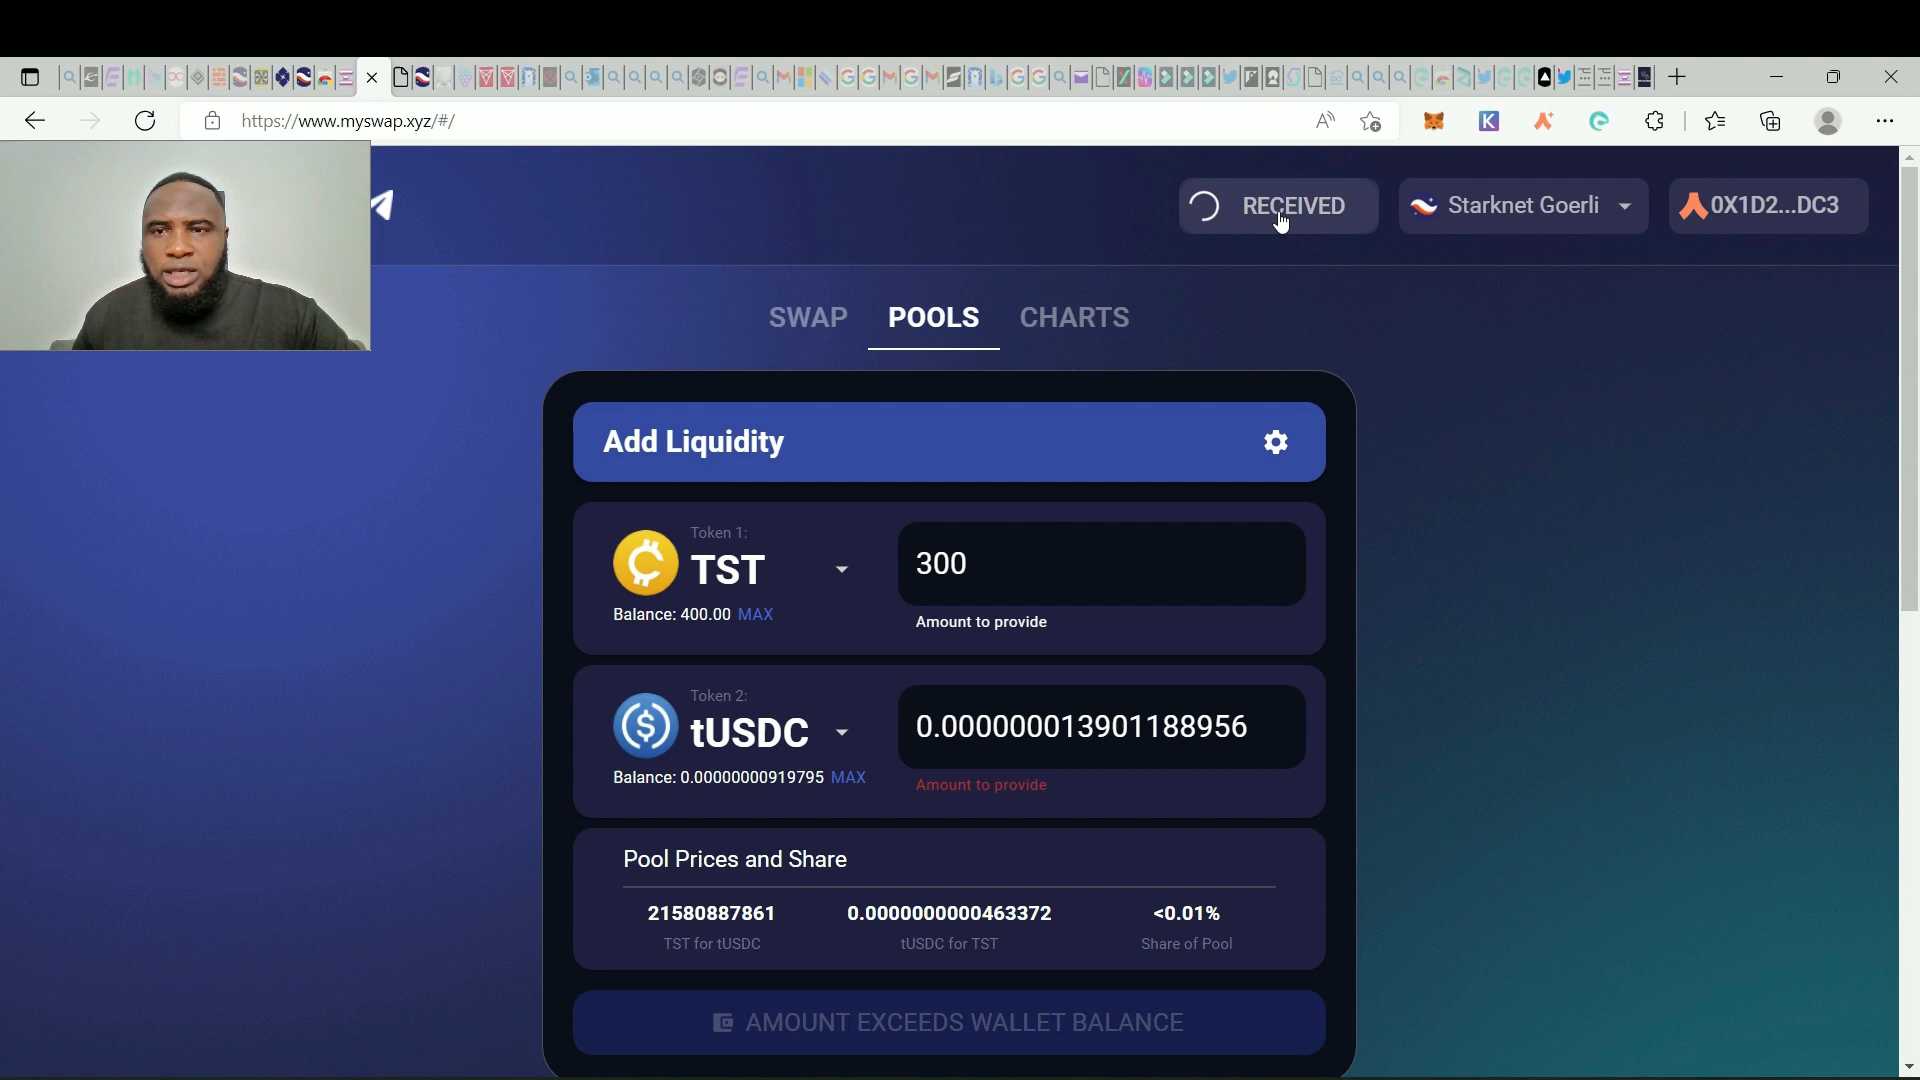 https://www.myswap.xyz/#/
RECEIVED
Starknet Goerli
0X1D2...DC3
SWAP
POOLS
CHARTS
Add Liquidity
Token 1:
TST
Balance: 400.00 MAX
300
Amount to provide
Token 2:
tUSDC
Balance: 0.00000000919795 MAX
0.000000013901188956
Amount to provide
Pool Prices and Share
21580887861
0.0000000000463372
<0.01%
TST for tUSDC
tUSDC for TST
Share of Pool
AMOUNT EXCEEDS WALLET BALANCE